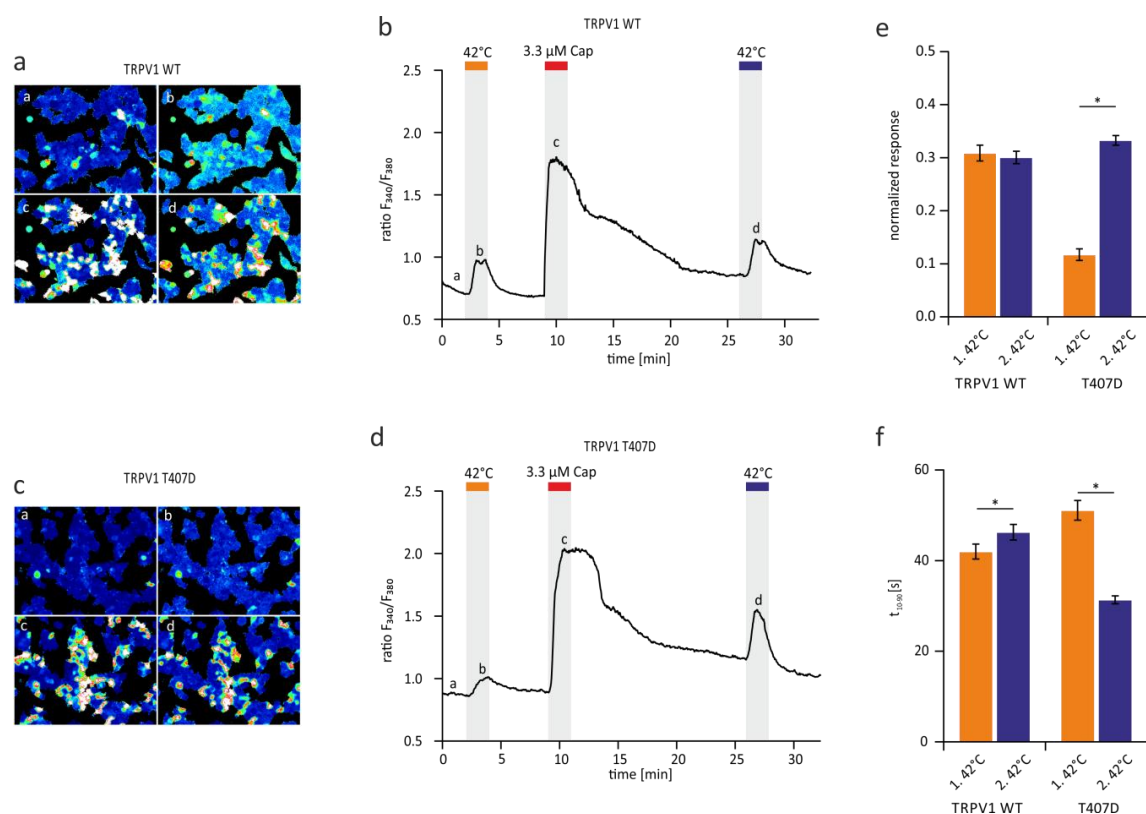 a
TRPV1 WT
a
b
c
d
b
TRPV1 WT
42°C
3.3 µM Cap
42°C
2.5
2.0
1.5
1.0
0.5
ratio F340/F380
a
b
c
d
0
5
10
15
20
25
30
time [min]
e
0.5
0.4
0.3
0.2
0.1
0.0
normalized response
*
1. 42°C
2. 42°C
1. 42°C
2. 42°C
TRPV1 WT
T407D
c
TRPV1 T407D
a
b
c
d
d
TRPV1 T407D
42°C
3.3 µM Cap
42°C
2.5
2.0
1.5
1.0
0.5
ratio F340/F380
a
b
c
d
0
5
10
15
20
25
30
time [min]
f
60
40
20
0
t10-90 [s]
*
*
1. 42°C
2. 42°C
1. 42°C
2. 42°C
TRPV1 WT
T407D